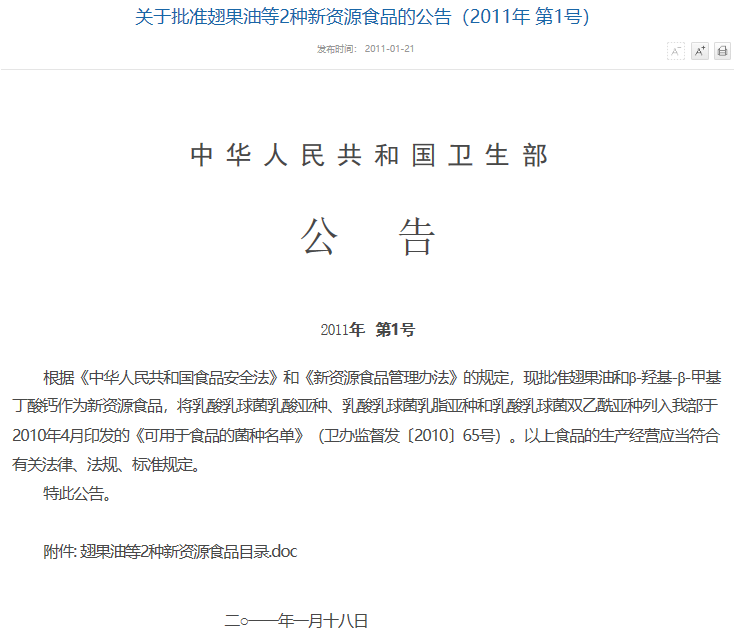 关于批准翅果油等2种新资源食品的公告（2011年 第1号）
发布时间： 2011-01-21
A- A+
中华人民共和国卫生部
公 告
2011年 第1号
根据《中华人民共和国食品安全法》和《新资源食品管理办法》的规定，现批准翅果油和β-羟基-β-甲基
丁酸钙作为新资源食品，将乳酸乳球菌乳酸亚种、乳酸乳球菌乳脂亚种和乳酸乳球菌双乙酰亚种列入我部于
2010年4月印发的《可用于食品的菌种名单》（卫办监督发〔2010〕65号）。以上食品的生产经营应当符合
有关法律、法规、标准规定。
特此公告。
附件: 翅果油等2种新资源食品目录.doc
二○一一年一月十八日